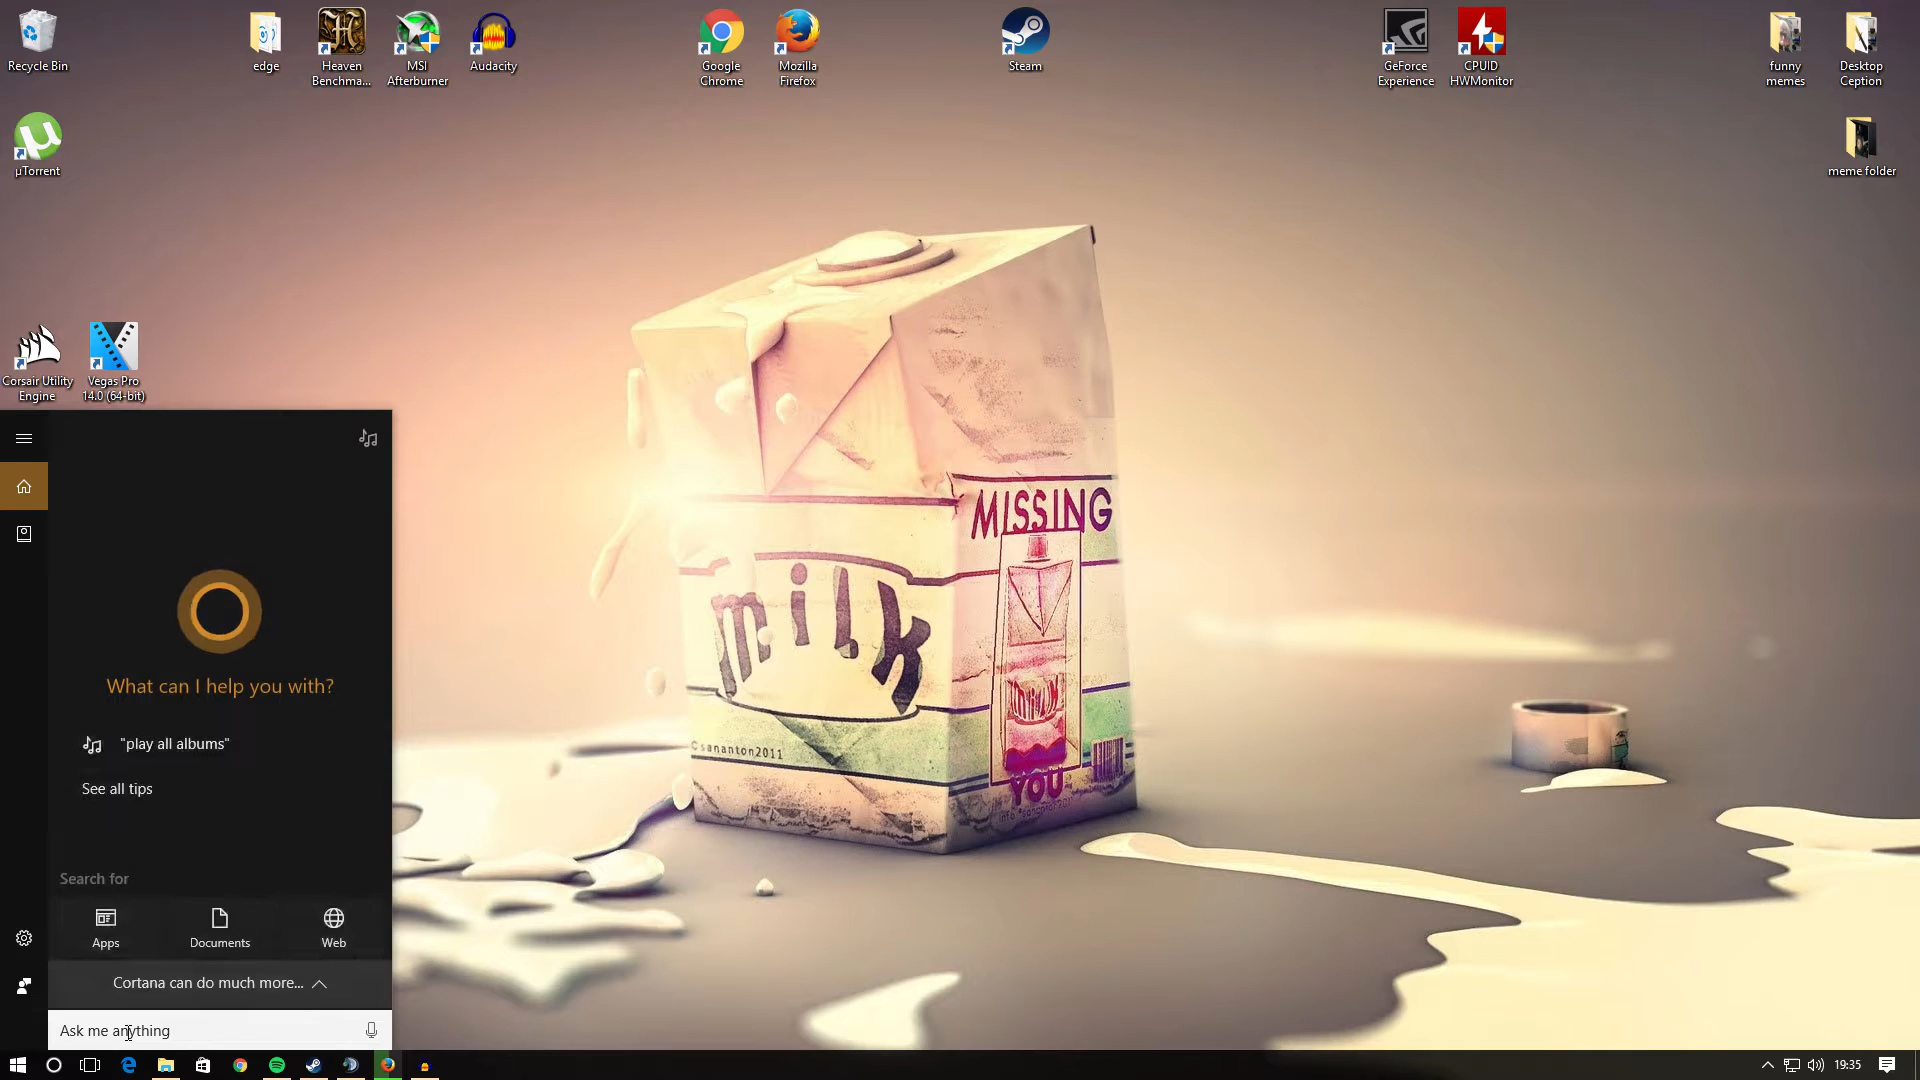 Recycle Bin
edge
Heaven
Benchma...
MSI
Afterburner
Audacity
Google
Chrome
Mozilla
Firefox
Steam
GeForce
Experience
CPUID
HWMonitor
funny
memes
Desktop
Ception
µTorrent
meme folder
Corsair Utility
Engine
Vegas Pro
14.0 (64-bit)
MISSING
milk
milk
©sananton2011
YOU
What can I help you with?
"play all albums"
See all tips
Search for
Apps
Documents
Web
Cortana can do much more...
Ask me anything
19:35